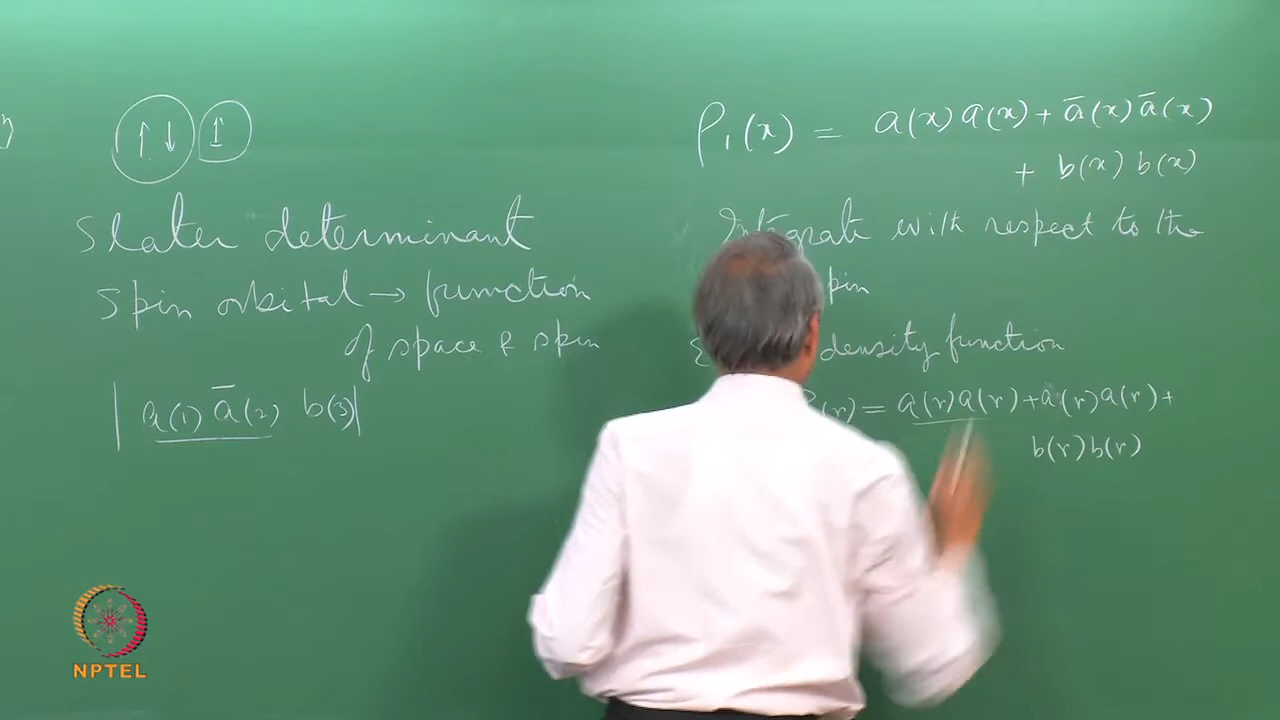 ↑↓ ↑
Slater determinant
spin orbital → function
of space & spin
| a(1) ā(2) b(3) |
ρ₁(x) = a(x) a(x) + ā(x) ā(x)
+ b(x) b(x)
Integrate with respect to the
density function
(r) = a(r)a(r) + a(r)a(r) +
b(r)b(r)
NPTEL